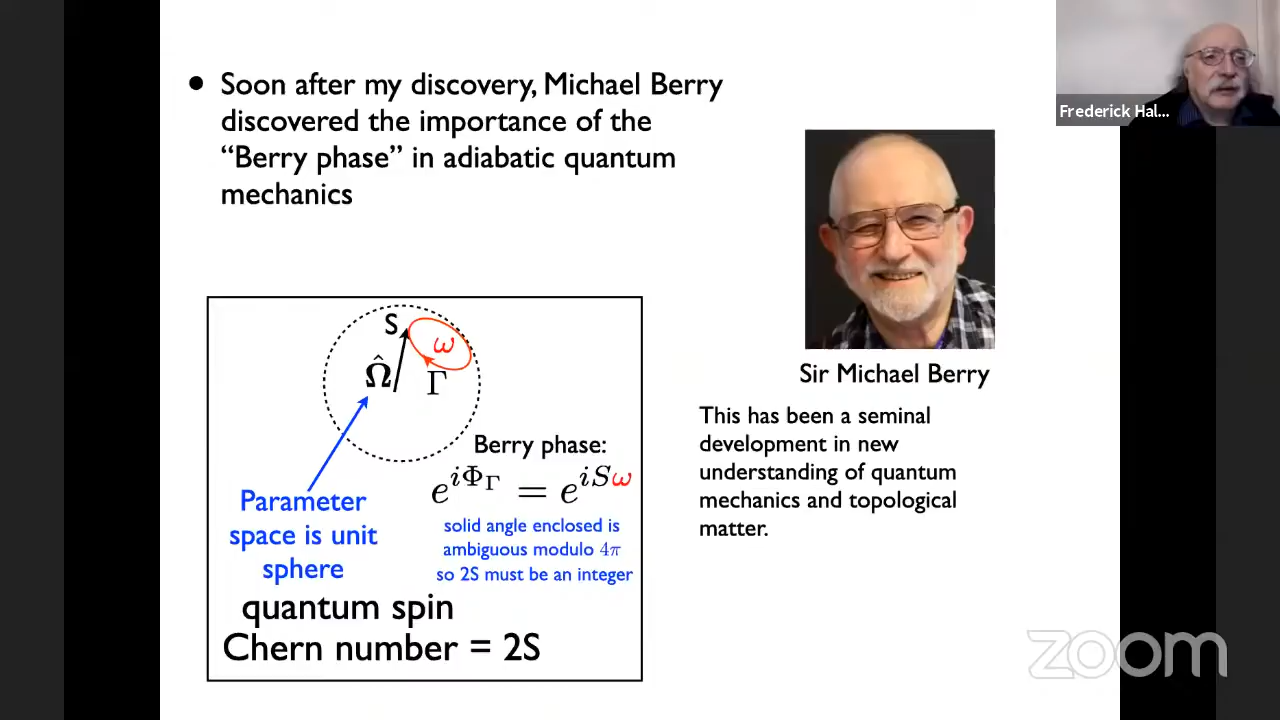 • Soon after my discovery, Michael Berry
discovered the importance of the
“Berry phase” in adiabatic quantum
mechanics
Frederick Hal...
S
ω
Ω̂
Γ
Berry phase:
e^{iΦ_Γ} = e^{iSω}
solid angle enclosed is
ambiguous modulo 4π
so 2S must be an integer
Parameter
space is unit
sphere
quantum spin
Chern number = 2S
Sir Michael Berry
This has been a seminal
development in new
understanding of quantum
mechanics and topological
matter.
zoom